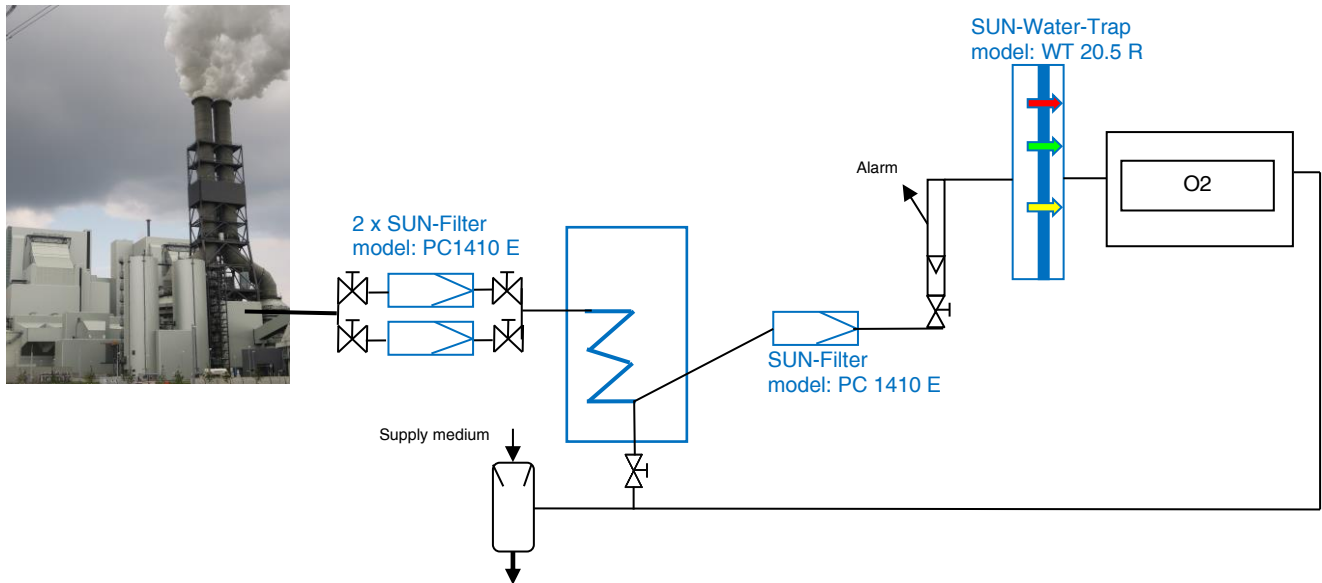 SUN-Water-Trap
model: WT 20.5 R
Alarm
O2
2 x SUN-Filter
model: PC1410 E
SUN-Filter
model: PC 1410 E
Supply medium